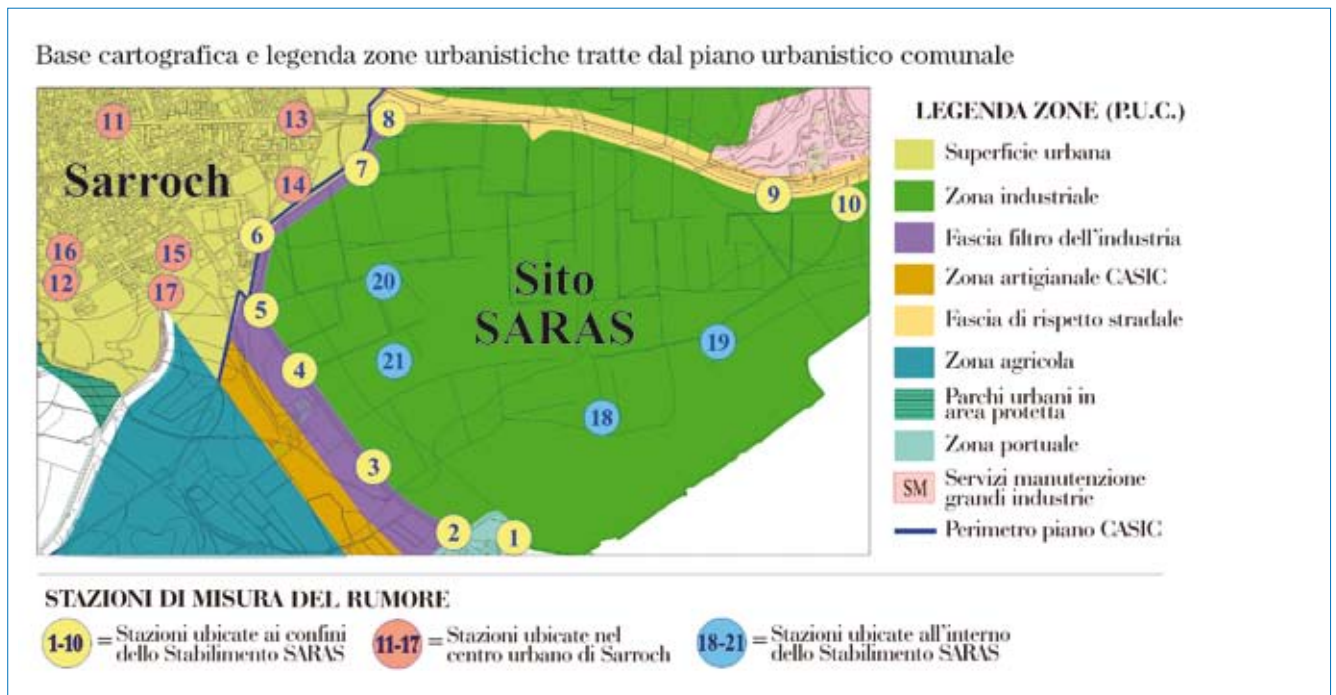 Base cartografica e legenda zone urbanistiche tratte dal piano urbanistico comunale
LEGENDA ZONE (P.U.C.)
Superficie urbana
Zona industriale
Fascia filtro dell'industria
Zona artigianale CASIC
Fascia di rispetto stradale
Zona agricola
Parchi urbani in
area protetta
Zona portuale
SM
Servizi manutenzione
grandi industrie
Perimetro piano CASIC
11
13
8
7
Sarroch
14
9
10
6
16
15
12
17
20
Sito
SARAS
5
21
4
19
18
3
2
1
STAZIONI DI MISURA DEL RUMORE
1-10 = Stazioni ubicate ai confini
dello Stabilimento SARAS
11-17 = Stazioni ubicate nel
centro urbano di Sarroch
18-21 = Stazioni ubicate all'interno
dello Stabilimento SARAS